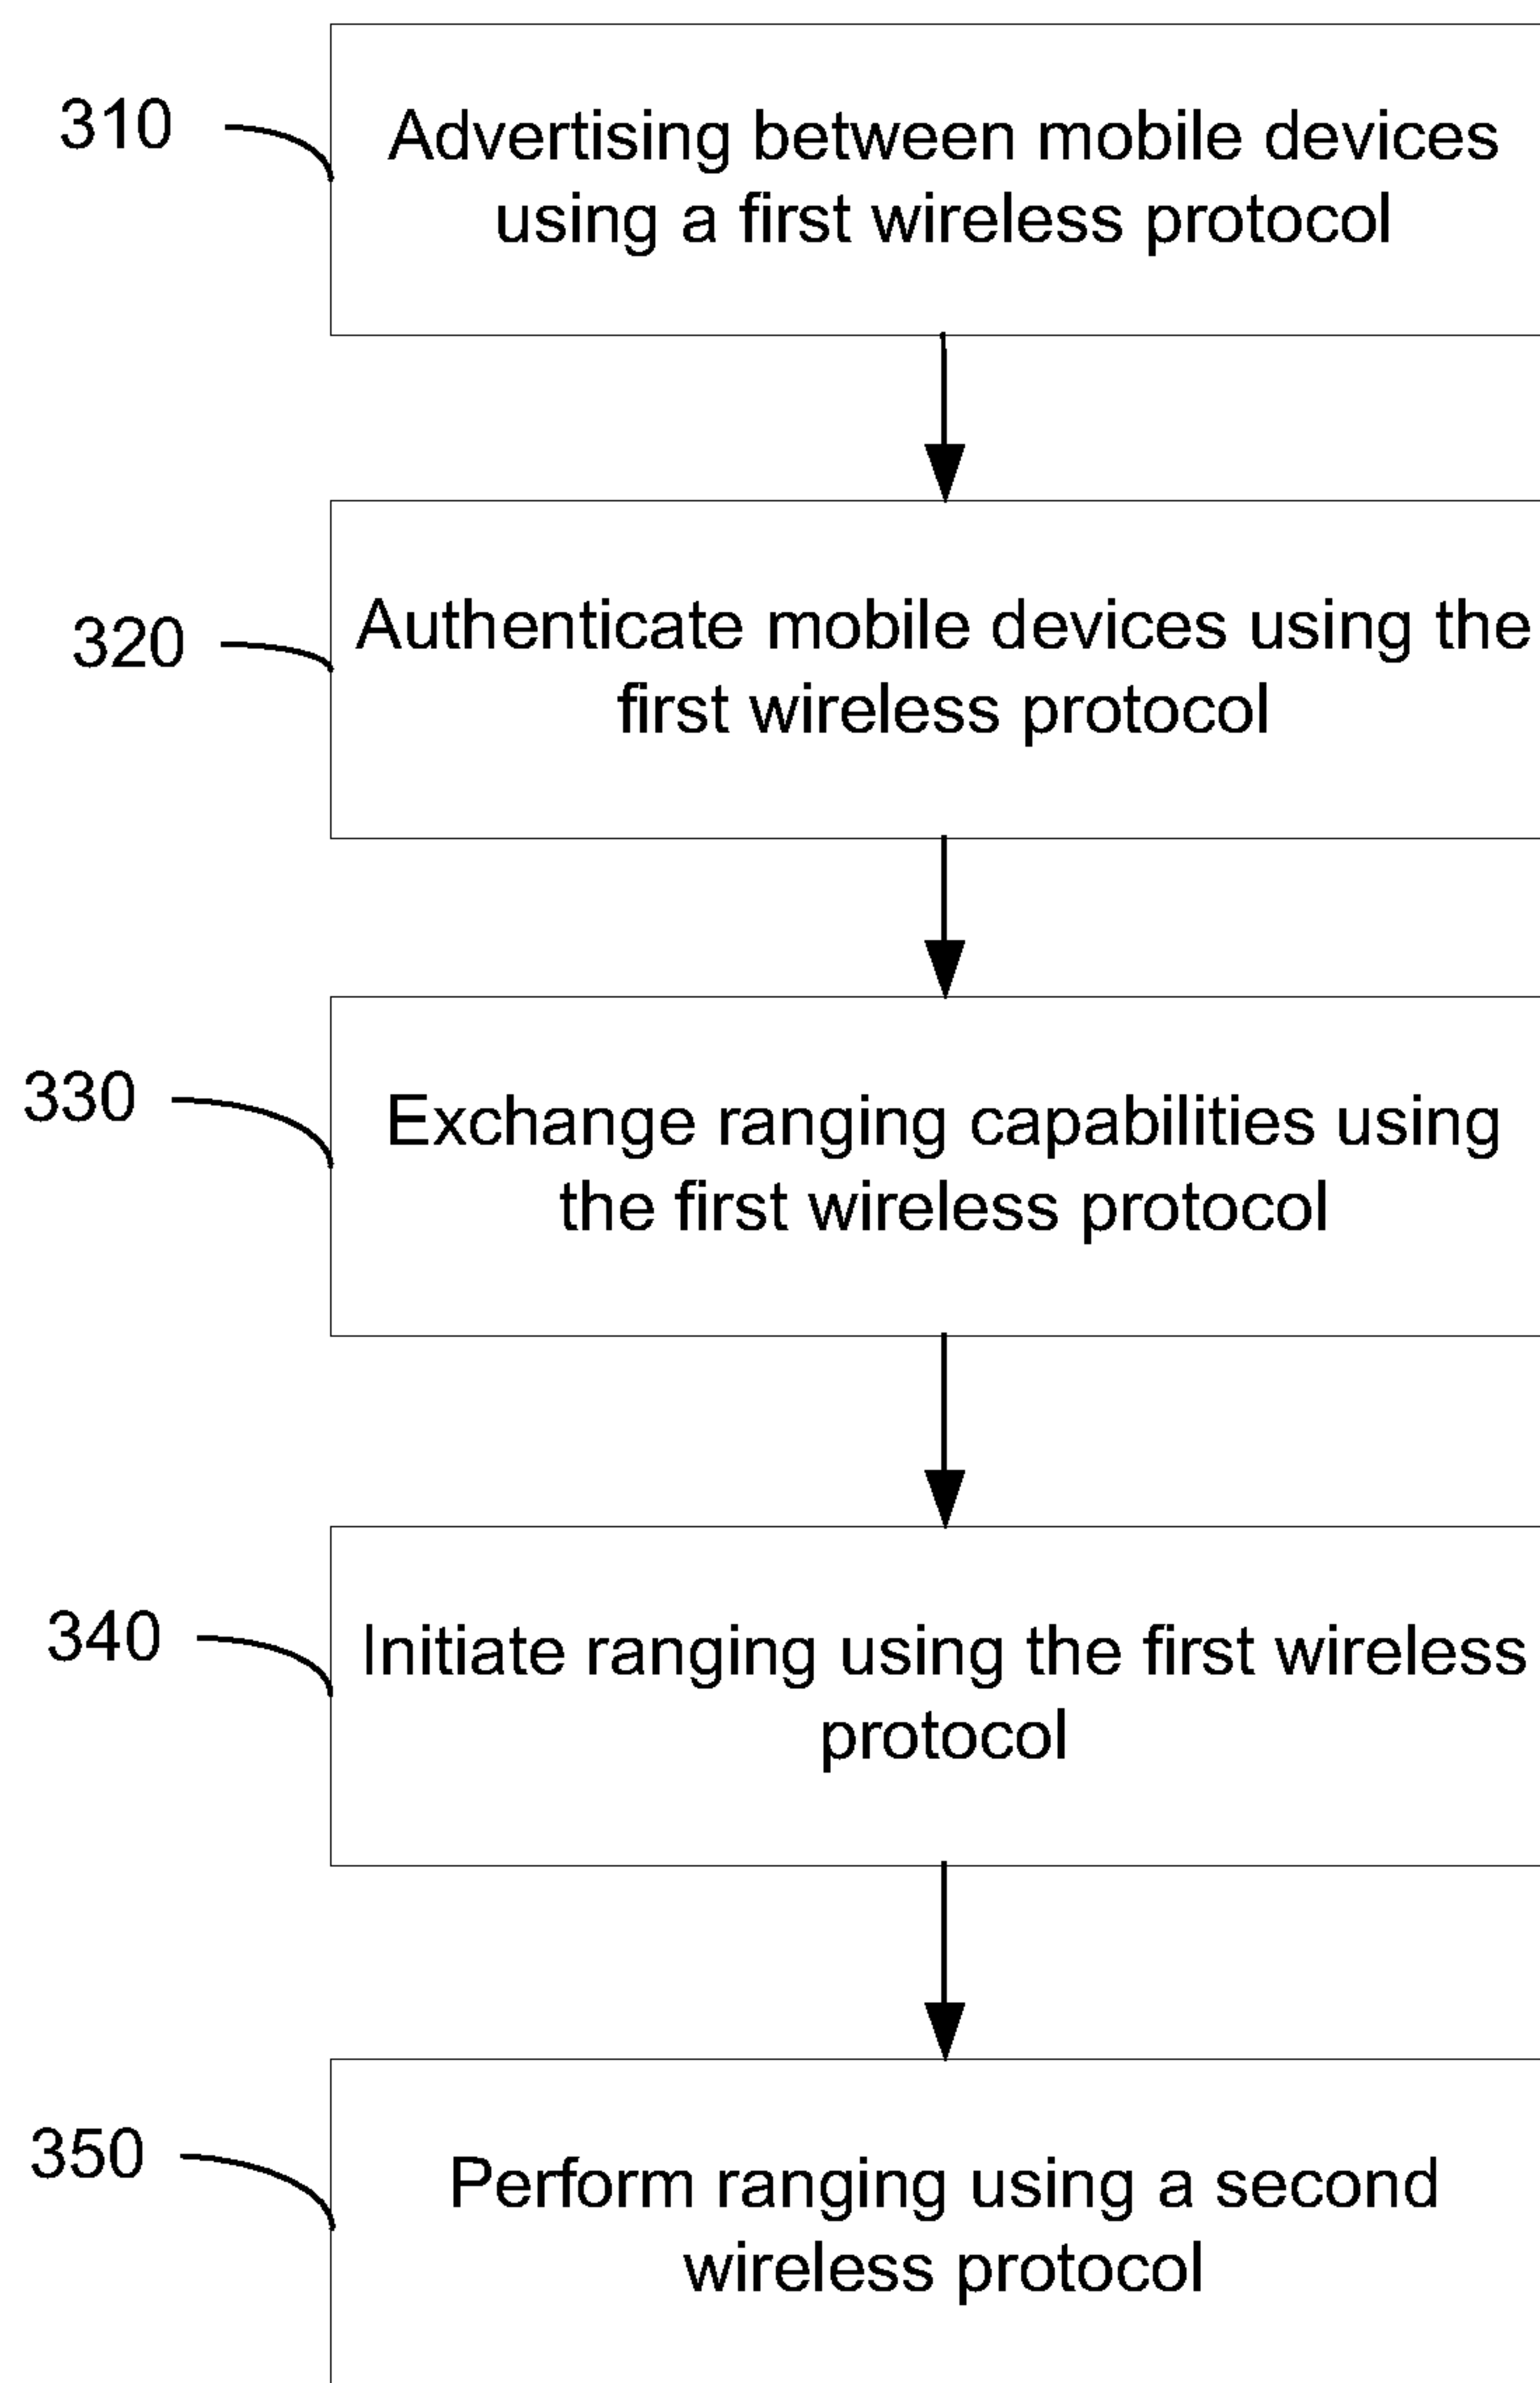 310
Advertising between mobile devices
using a first wireless protocol
320
Authenticate mobile devices using the
first wireless protocol
330
Exchange ranging capabilities using
the first wireless protocol
340
Initiate ranging using the first wireless
protocol
350
Perform ranging using a second
wireless protocol